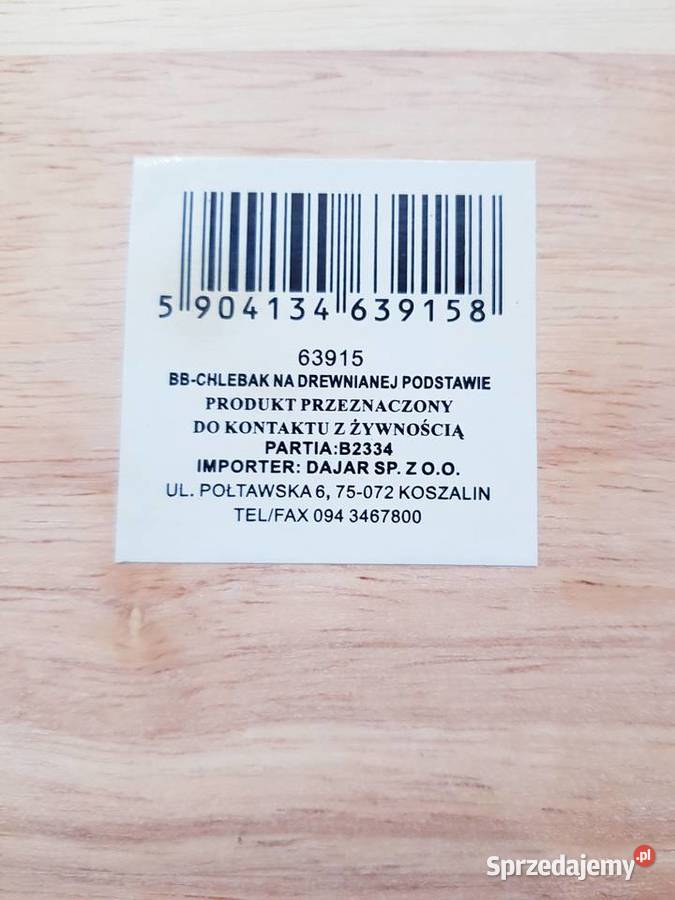 5 904134 639158
63915
BB-CHLEBAK NA DREWNIANEJ PODSTAWIE
PRODUKT PRZEZNACZONY
DO KONTAKTU Z ŻYWNOŚCIĄ
PARTIA:B2334
IMPORTER: DAJAR SP. Z O.O.
UL. POŁTAWSKA 6, 75-072 KOSZALIN
TEL/FAX 094 3467800
Sprzedajemy.pl